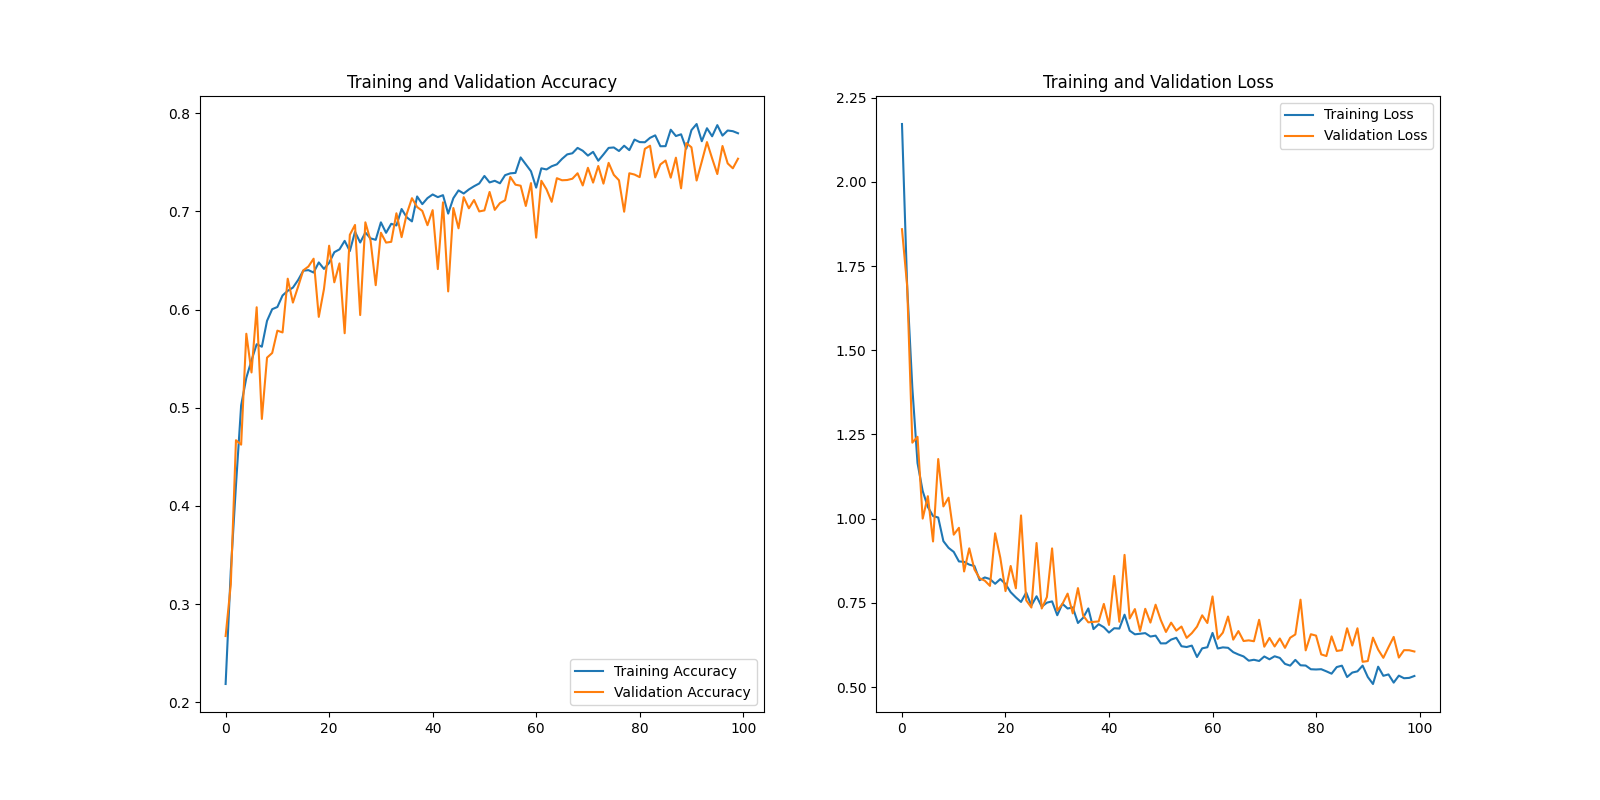 Training and Validation Accuracy
0.8
0.7
0.6
0.5
0.4
0.3
0.2
0 20 40 60 80 100
Training Accuracy
Validation Accuracy
Training and Validation Loss
2.25
2.00
1.75
1.50
1.25
1.00
0.75
0.50
0 20 40 60 80 100
Training Loss
Validation Loss